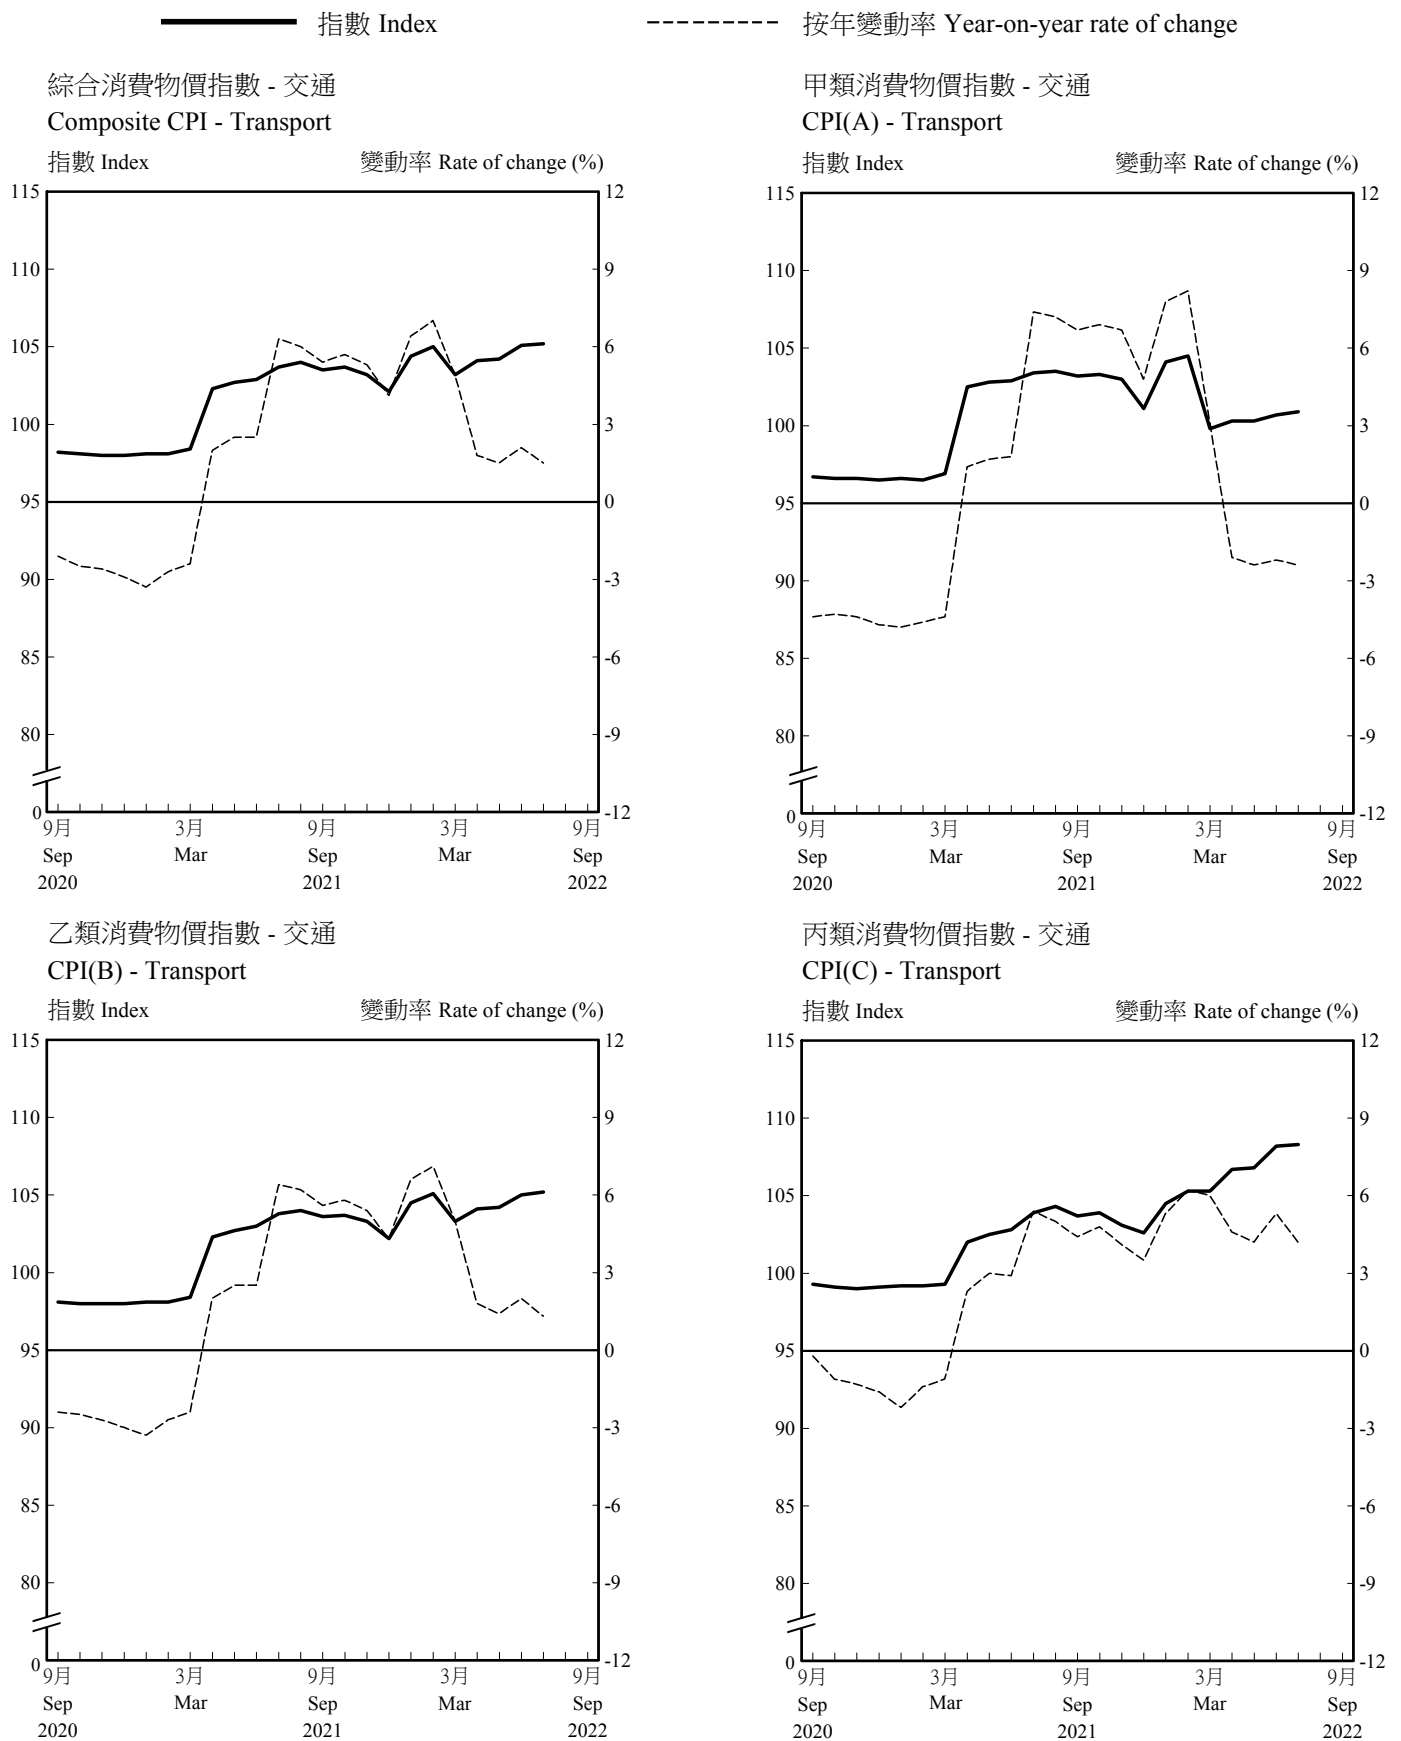 指數 Index
按年變動率 Year-on-year rate of change
綜合消費物價指數 - 交通
Composite CPI - Transport
指數 Index 變動率 Rate of change (%)
115 12
110 9
105 6
100 3
95 0
90 -3
85 -6
80 -9
0 -12
9月 3月 9月 3月 9月
Sep Mar Sep Mar Sep
2020 2021 2022
甲類消費物價指數 - 交通
CPI(A) - Transport
指數 Index 變動率 Rate of change (%)
115 12
110 9
105 6
100 3
95 0
90 -3
85 -6
80 -9
0 -12
9月 3月 9月 3月 9月
Sep Mar Sep Mar Sep
2020 2021 2022
乙類消費物價指數 - 交通
CPI(B) - Transport
指數 Index 變動率 Rate of change (%)
115 12
110 9
105 6
100 3
95 0
90 -3
85 -6
80 -9
0 -12
9月 3月 9月 3月 9月
Sep Mar Sep Mar Sep
2020 2021 2022
丙類消費物價指數 - 交通
CPI(C) - Transport
指數 Index 變動率 Rate of change (%)
115 12
110 9
105 6
100 3
95 0
90 -3
85 -6
80 -9
0 -12
9月 3月 9月 3月 9月
Sep Mar Sep Mar Sep
2020 2021 2022